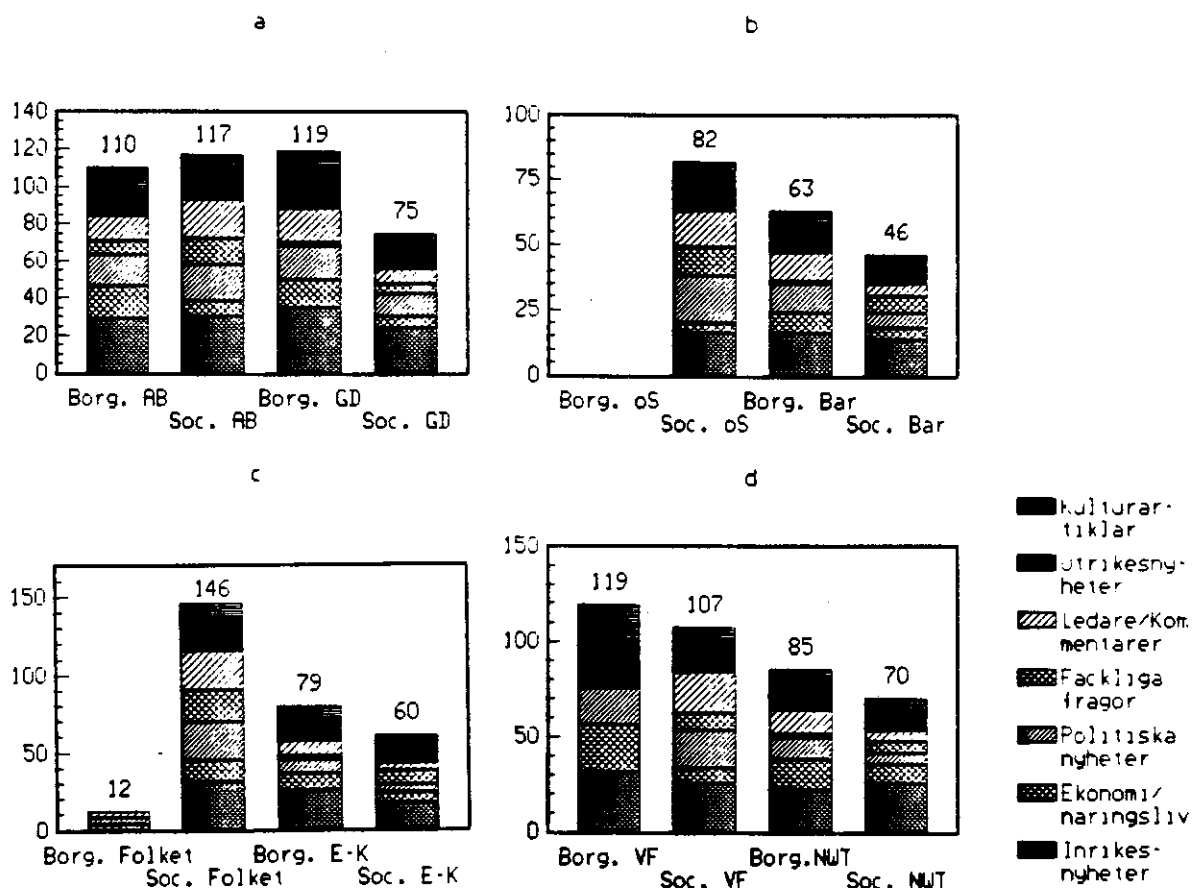 a
b
140
120
100
80
60
40
20
0
110
117
119
75
Borg. AB
Soc. AB
Borg. GD
Soc. GD
100
75
50
25
0
82
63
46
Borg. oS
Soc. oS
Borg. Bar
Soc. Bar
c
d
150
100
50
0
12
146
79
60
Borg. Folket
Soc. Folket
Borg. E-K
Soc. E-K
150
100
50
0
119
107
85
70
Borg. VF
Soc. VF
Borg.NWT
Soc. NWT
Kulturar-
tiklar
Utrikesny-
heter
Ledare/Kom
mentarer
Fackliga
fragor
Politiska
nyheter
Ekonomi/
naringsliv
Inrikes-
nyheter